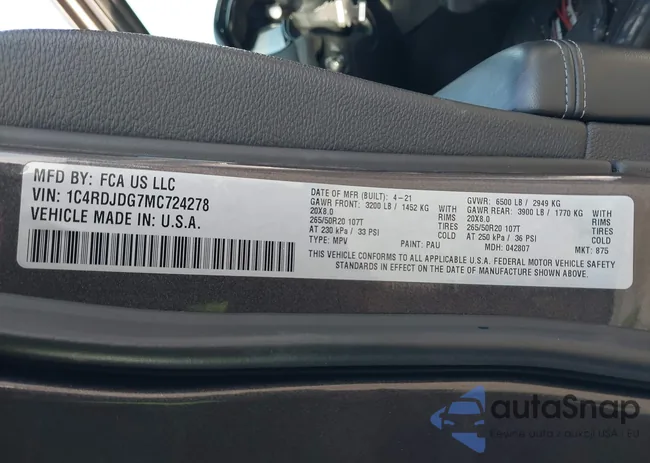 MFD BY: FCA US LLC
VIN: 1C4RDJDG7MC724278
VEHICLE MADE IN: U.S.A.
DATE OF MFR (BUILT): 4-21
GAWR FRONT: 3200 LB / 1452 KG WITH
20X8.0 RIMS
265/50R20 107T TIRES
AT 230 kPa / 33 PSI COLD
TYPE: MPV PAINT: PAU
GVWR: 6500 LB / 2949 KG
GAWR REAR: 3900 LB / 1770 KG WITH
20X8.0 RIMS
265/50R20 107T TIRES
AT 250 kPa / 36 PSI COLD
MDH: 042807 MKT: 875
THIS VEHICLE CONFORMS TO ALL APPLICABLE U.S.A. FEDERAL MOTOR VEHICLE SAFETY
STANDARDS IN EFFECT ON THE DATE OF MANUFACTURE SHOWN ABOVE.
autoSnap